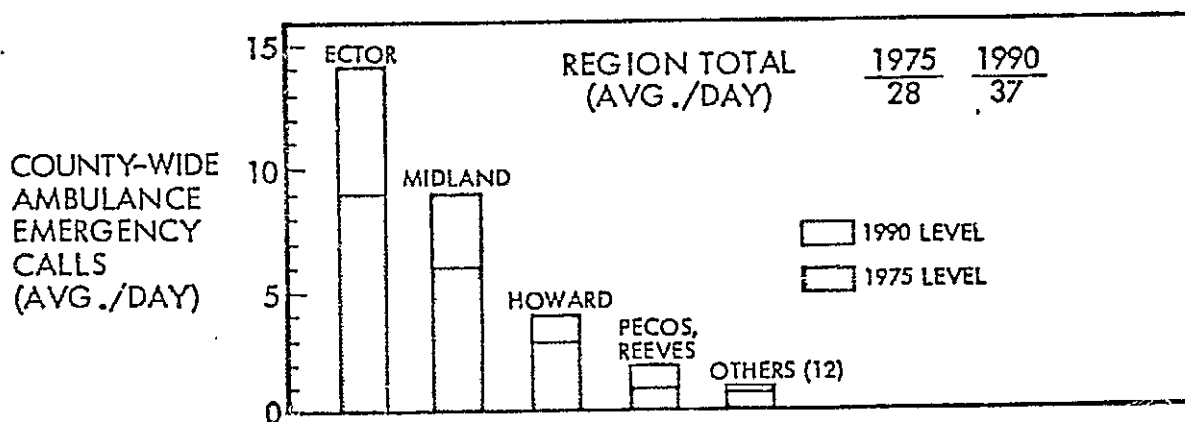 COUNTY-WIDE
AMBULANCE
EMERGENCY
CALLS
(AVG./DAY)
15
10
5
0
ECTOR
MIDLAND
HOWARD
PECOS,
REEVES
OTHERS (12)
REGION TOTAL
(AVG./DAY)
1975 1990
28 37
1990 LEVEL
1975 LEVEL